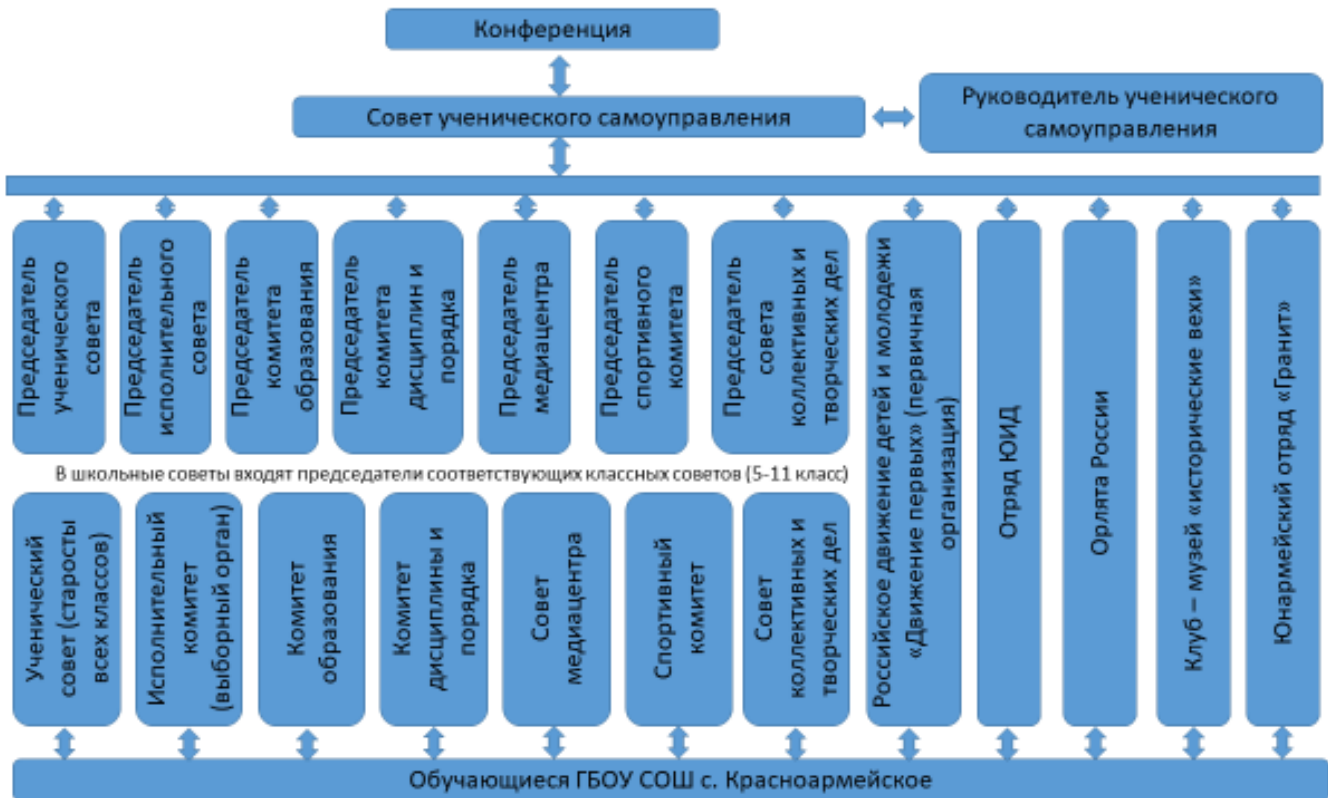 Конференция
Совет ученического самоуправления
Руководитель ученического
самоуправления
Председатель
ученического
совета
Председатель
исполнительного
совета
Председатель
комитета
образования
Председатель
комитета
дисциплин и
порядка
Председатель
медиацентра
Председатель
спортивного
комитета
Председатель
совета
коллективных и
творческих дел
Российское движение детей и молодежи
«Движение первых» (первичная
организация)
Отряд ЮИД
Орлята России
Клуб – музей «исторические вехи»
Юнармейский отряд «Гранит»
В школьные советы входят председатели соответствующих классных советов (5-11 класс)
Ученический
совет (старосты
всех классов)
Исполнительный
комитет
(выборный орган)
Комитет
образования
Комитет
дисциплины и
порядка
Совет
медиацентра
Спортивный
комитет
Совет
коллективных и
творческих дел
Обучающиеся ГБОУ СОШ с. Красноармейское